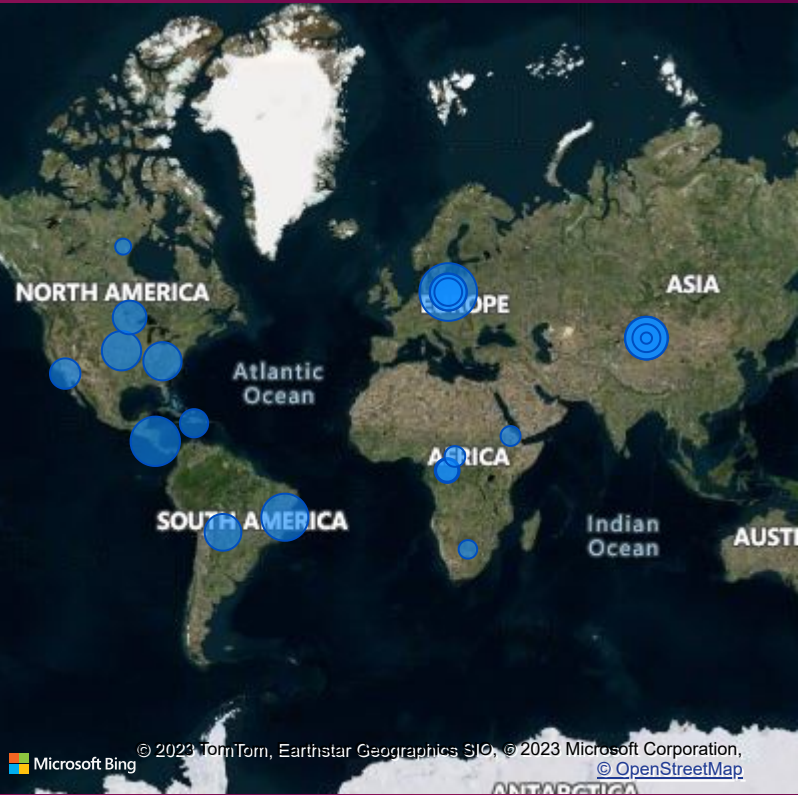 NORTH AMERICA
ASIA
EUROPE
Atlantic
Ocean
AFRICA
SOUTH AMERICA
Indian
Ocean
AUSTI
© 2023 TomTom, Earthstar Geographics SIO, © 2023 Microsoft Corporation,
Microsoft Bing
© OpenStreetMap
ANTARCTICA